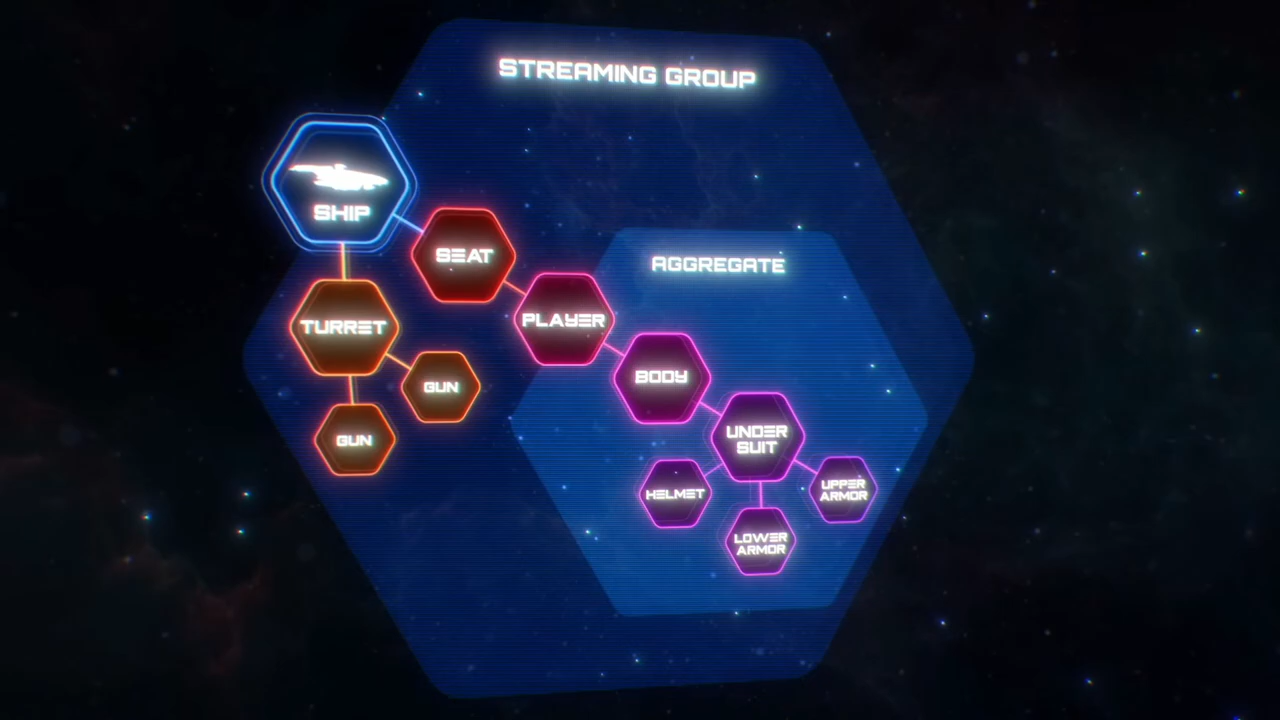 STREAMING GROUP
SHIP
SEAT
AGGREGATE
TURRET
PLAYER
GUN
BODY
GUN
UNDER
SUIT
HELMET
UPPER
ARMOR
LOWER
ARMOR